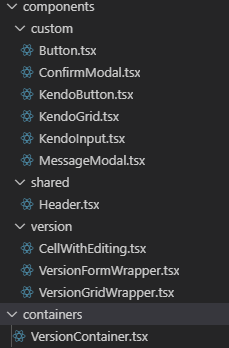 components
custom
Button.tsx
ConfirmModal.tsx
KendoButton.tsx
KendoGrid.tsx
KendoInput.tsx
MessageModal.tsx
shared
Header.tsx
version
CellWithEditing.tsx
VersionFormWrapper.tsx
VersionGridWrapper.tsx
containers
VersionContainer.tsx